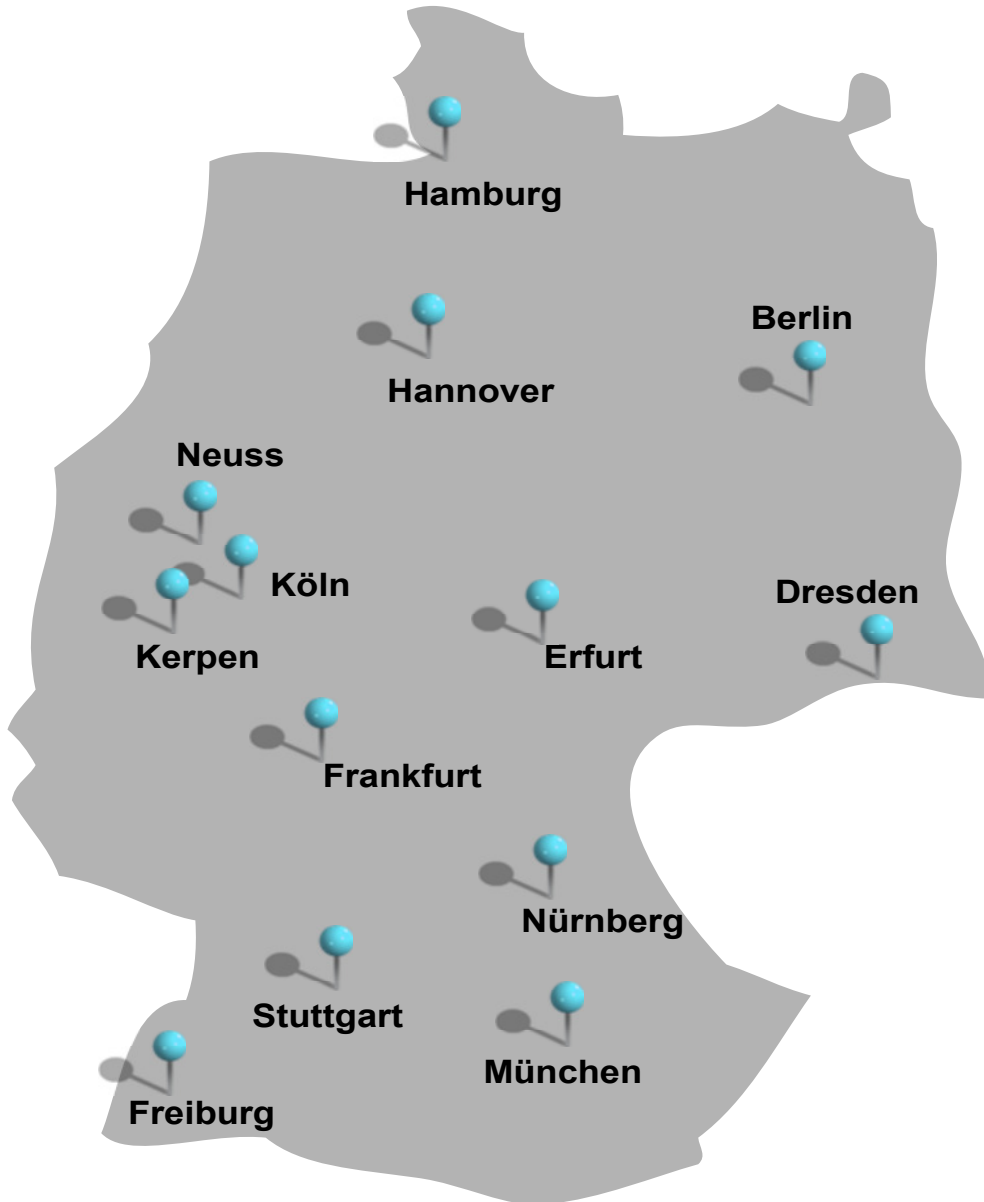 Hamburg
Berlin
Hannover
Neuss
Köln
Dresden
Kerpen
Erfurt
Frankfurt
Nürnberg
Stuttgart
München
Freiburg